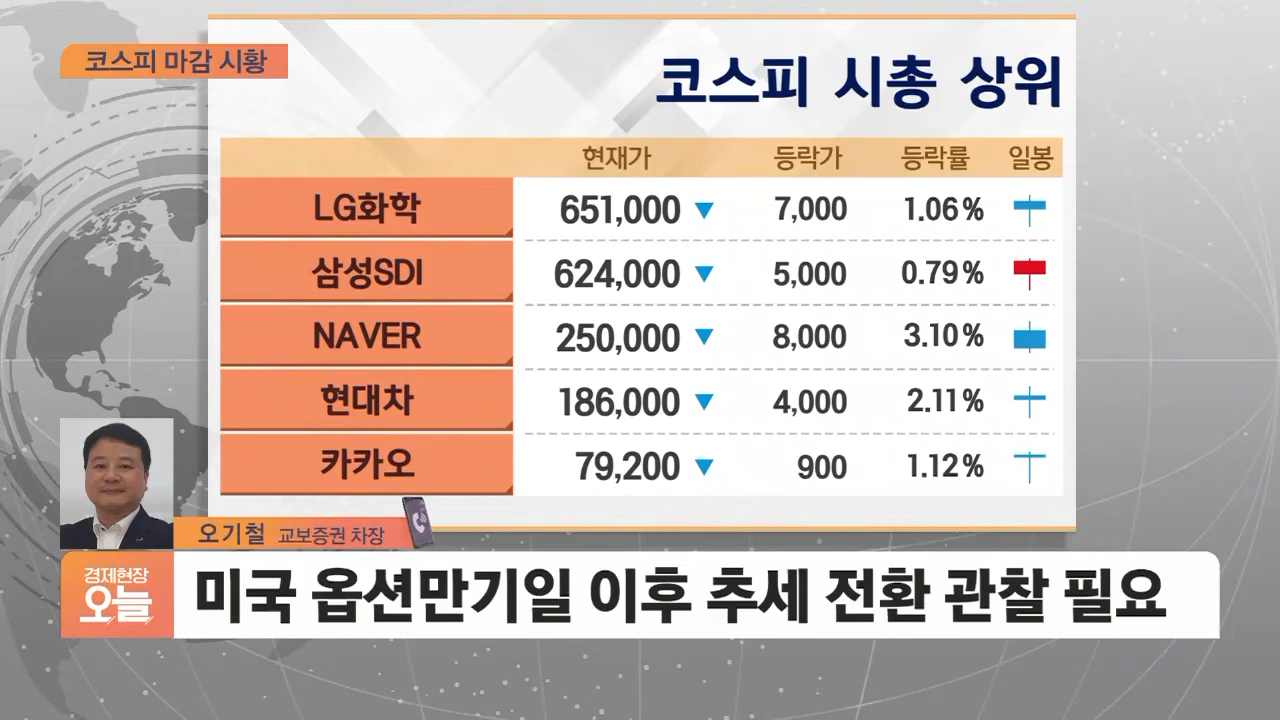 코스피 마감 시황
코스피 시총 상위
현재가 등락가 등락률 일봉
LG화학 651,000 ▼ 7,000 1.06%
삼성SDI 624,000 ▼ 5,000 0.79%
NAVER 250,000 ▼ 8,000 3.10%
현대차 186,000 ▼ 4,000 2.11%
카카오 79,200 ▼ 900 1.12%
오기철 교보증권 차장
경제현장
오늘
미국 옵션만기일 이후 추세 전환 관찰 필요